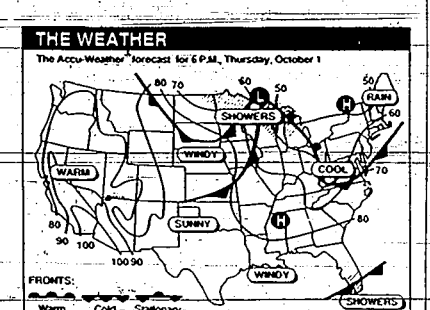 THE WEATHER
The Accu-Weather forecast for 6 P.M., Thursday, October 1
80 70 60 L 50 50
H RAIN
SHOWERS 60
WINDY
WARM COOL 70
SUNNY H 80
80
90 100
100 90
WINDY
FRONTS:
SHOWERS
Warm Cold Stationary